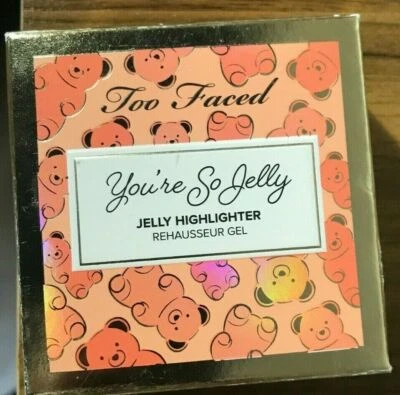 Too Faced
You're So Jelly
JELLY HIGHLIGHTER
REHAUSSEUR GEL